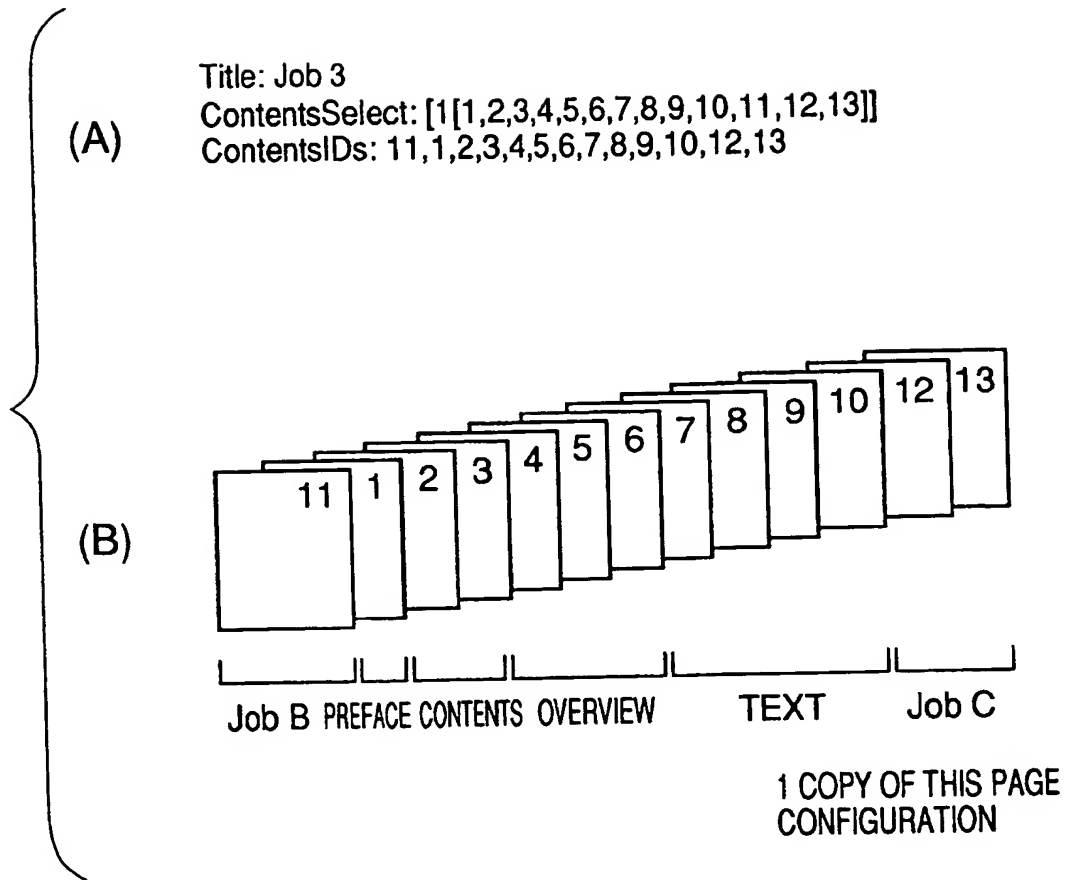 (A)
Title: Job 3
ContentsSelect: [1[1,2,3,4,5,6,7,8,9,10,11,12,13]]
ContentsIDs: 11,1,2,3,4,5,6,7,8,9,10,12,13
(B)
11 1 2 3 4 5 6 7 8 9 10 12 13
Job B PREFACE CONTENTS OVERVIEW TEXT Job C
1 COPY OF THIS PAGE
CONFIGURATION